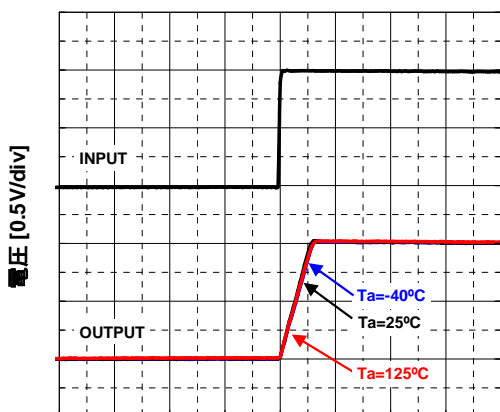 電圧 [0.5V/div]
INPUT
OUTPUT
Ta=-40ºC
Ta=25ºC
Ta=125ºC